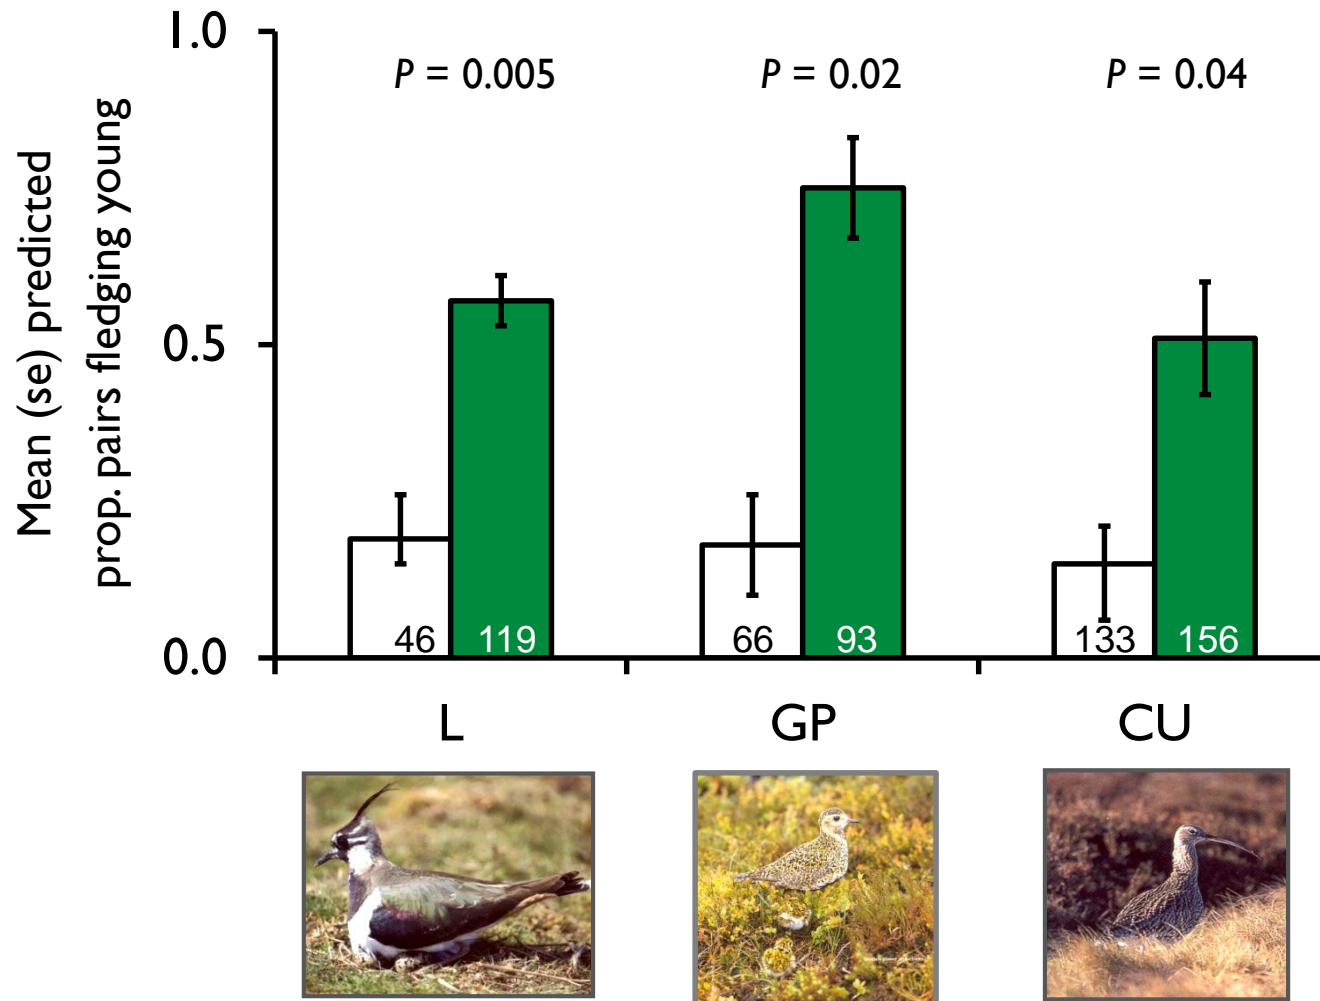 Mean (se) predicted
prop. pairs fledging young
1.0
0.5
0.0
P = 0.005
P = 0.02
P = 0.04
46
119
66
93
133
156
L
GP
CU